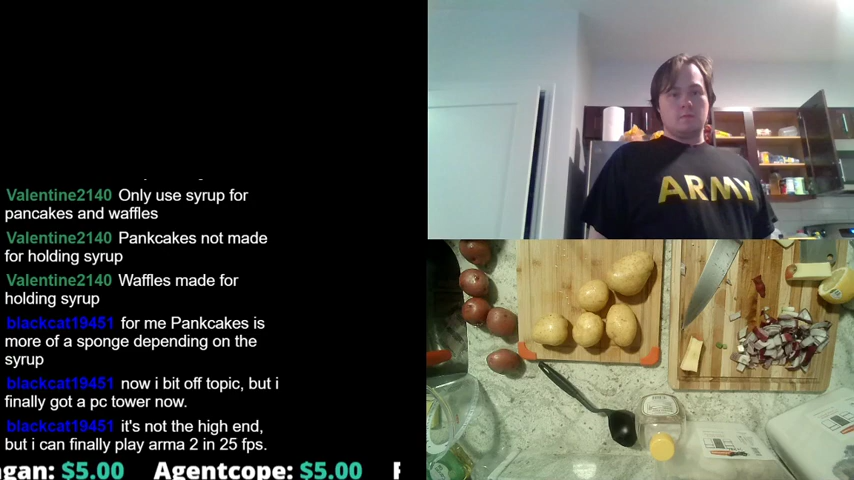 Valentine2140 Only use syrup for
pancakes and waffles
Valentine2140 Pankcakes not made
for holding syrup
Valentine2140 Waffles made for
holding syrup
blackcat19451 for me Pankcakes is
more of a sponge depending on the
syrup
blackcat19451 now i bit off topic, but i
finally got a pc tower now.
blackcat19451 it's not the high end,
but i can finally play arma 2 in 25 fps.
gan: $5.00 Agentcope: $5.00
ARMY